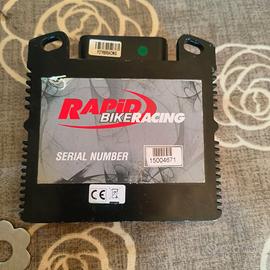 RAPiD
BIKERACING
SERIAL NUMBER
15004671
CE